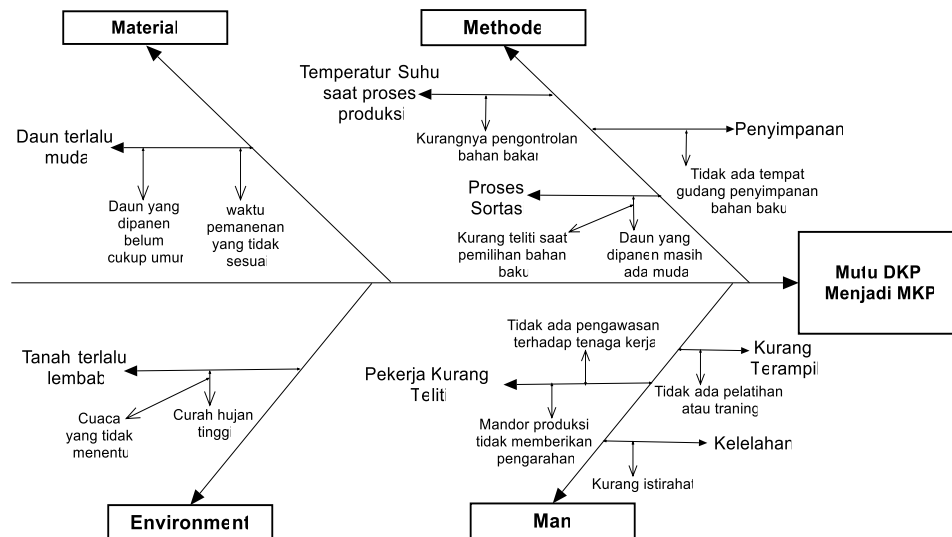 Material
Methode
Temperatur Suhu
saat proses
produksi
Kurangnya pengontrolan
bahan bakar
Penyimpanan
Tidak ada tempat
gudang penyimpanan
bahan baku
Daun terlalu
muda
Daun yang
dipanen
belum
cukup umur
waktu
pemanenan
yang tidak
sesuai
Proses
Sortas
Kurang teliti saat
pemilihan bahan
baku
Daun yang
dipanen masih
ada muda
Mutu DKP
Menjadi MKP
Tanah terlalu
lembab
Cuaca
yang tidak
menentu
Curah hujan
tinggi
Tidak ada pengawasan
terhadap tenaga kerja
Pekerja Kurang
Teliti
Mandor produksi
tidak memberikan
pengarahan
Kurang
Terampil
Tidak ada pelatihan
atau traning
Kelelahan
Kurang istirahat
Environment
Man